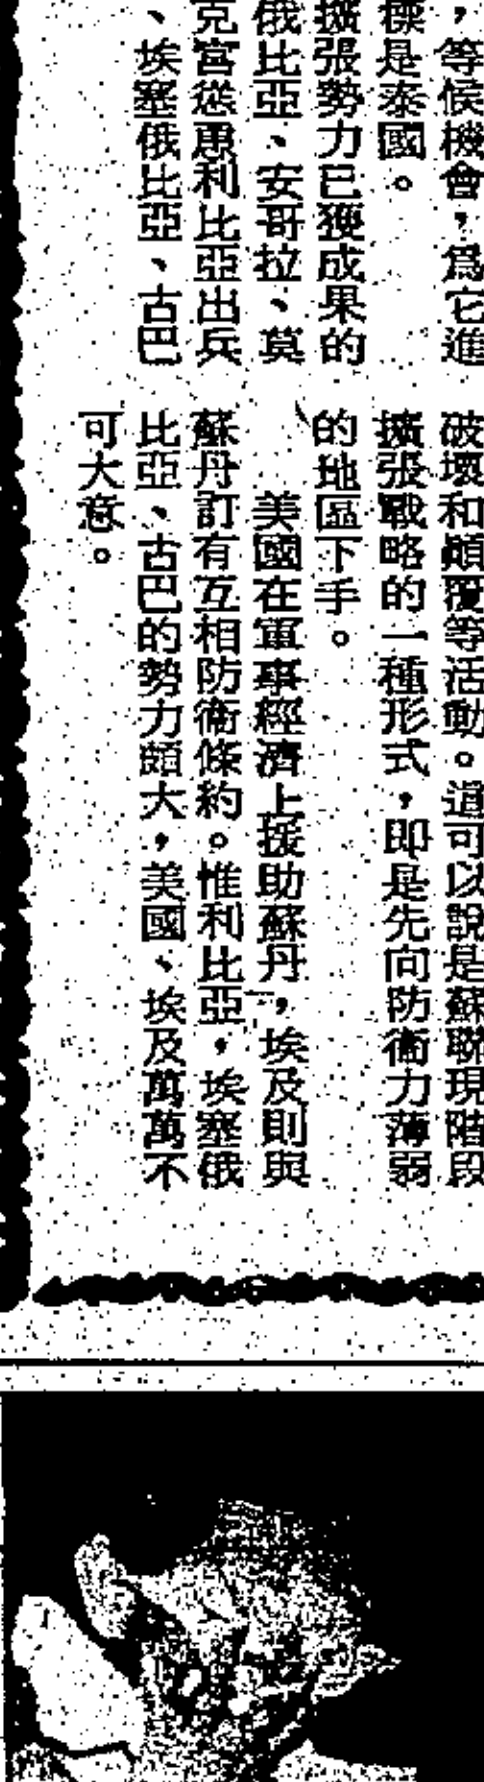 ，等候機會，爲它進
標是泰國。
擴張勢力已獲成果的
俄比亞、安哥拉、莫
克宮慫恿利比亞出兵
、埃塞俄比亞、古巴
破壞和顚覆等活動。這可以說是蘇聯現階段
擴張戰略的一種形式，即是先向防衞力薄弱
的地區下手。
美國在軍事經濟上援助蘇丹，埃及則與
蘇丹訂有互相防衞條約。惟利比亞，埃塞俄
比亞、古巴的勢力頗大，美國、埃及萬萬不
可大意。